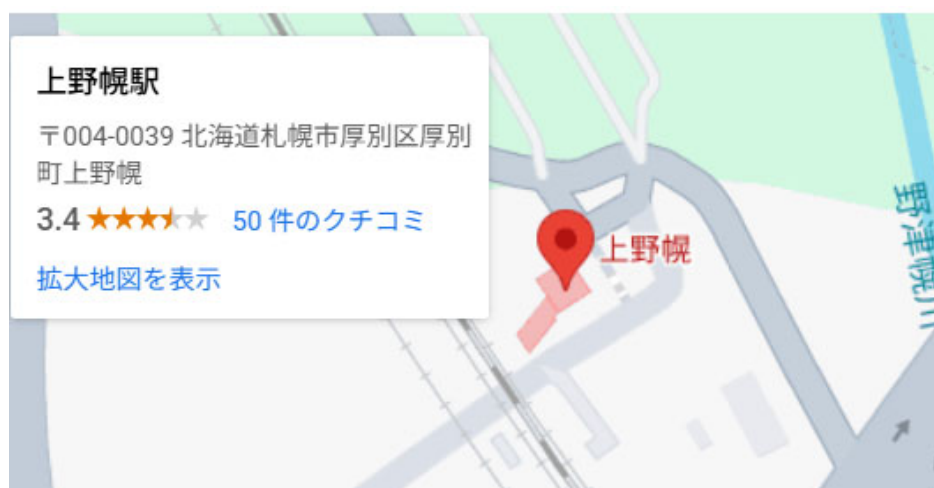 上野幌駅
〒004-0039 北海道札幌市厚別区厚別
町上野幌
3.4 50 件のクチコミ
拡大地図を表示
上野幌
野津幌川